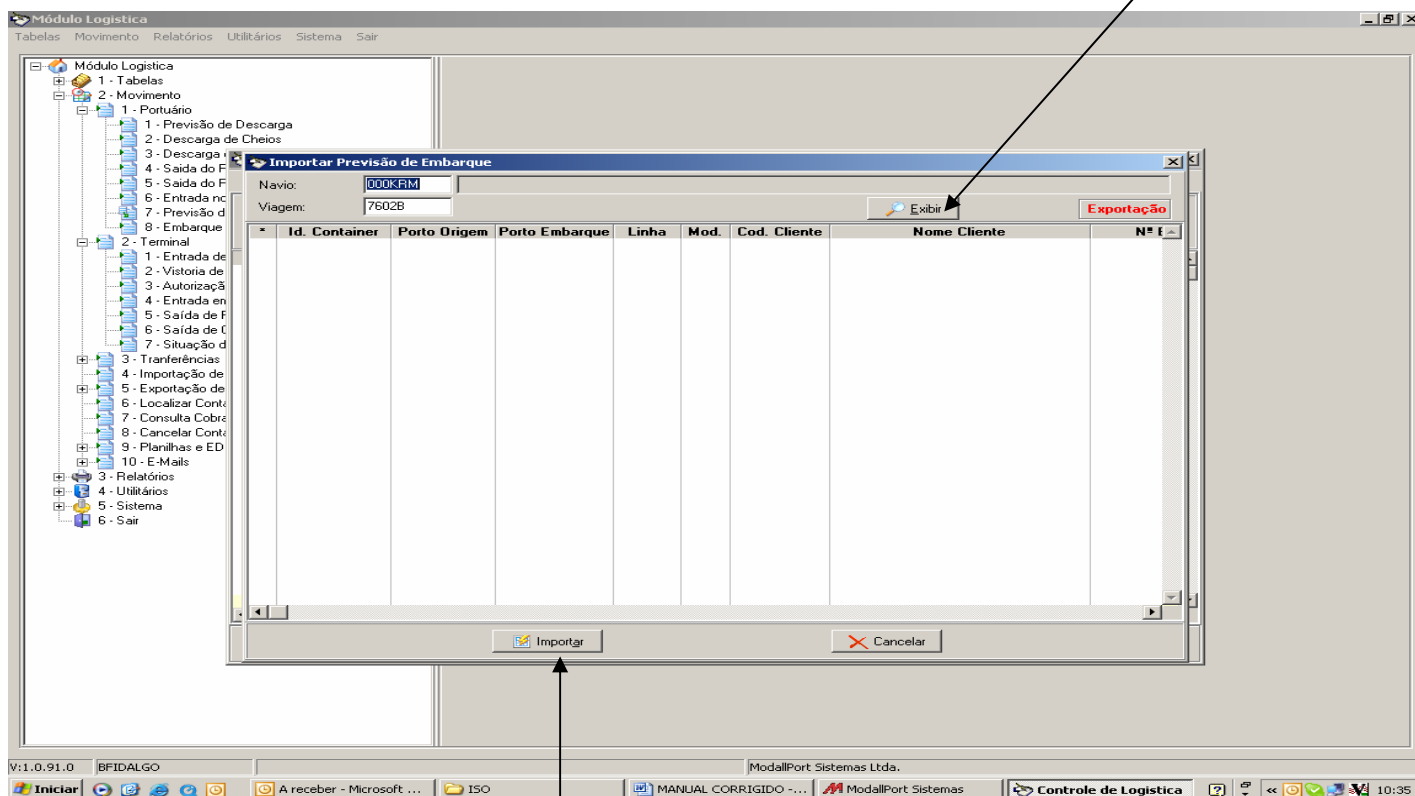 Módulo Logistica
Tabelas Movimento Relatórios Utilitários Sistema Sair
Módulo Logistica
1 - Tabelas
2 - Movimento
1 - Portuário
1 - Previsão de Descarga
2 - Descarga de Cheios
3 - Descarga
4 - Saida do F
5 - Saida do F
6 - Entrada no
7 - Previsão d
8 - Embarque
2 - Terminal
1 - Entrada de
2 - Vistoria de
3 - Autorizaçã
4 - Entrada en
5 - Saída de F
6 - Saída de C
7 - Situação d
3 - Tranferências
4 - Importação de
5 - Exportação de
6 - Localizar Conta
7 - Consulta Cobra
8 - Cancelar Conta
9 - Planilhas e ED
10 - E-Mails
3 - Relatórios
4 - Utilitários
5 - Sistema
6 - Sair
Importar Previsão de Embarque
Navio: 000KRM
Viagem: 7602B
Exibir
Exportação
* Id. Container Porto Origem Porto Embarque Linha Mod. Cod. Cliente Nome Cliente Nº
Importar Cancelar
V:1.0.91.0 BFIDALGO ModallPort Sistemas Ltda.
Iniciar A receber - Microsoft ... ISO MANUAL CORRIGIDO -... ModallPort Sistemas Controle de Logistica 10:35